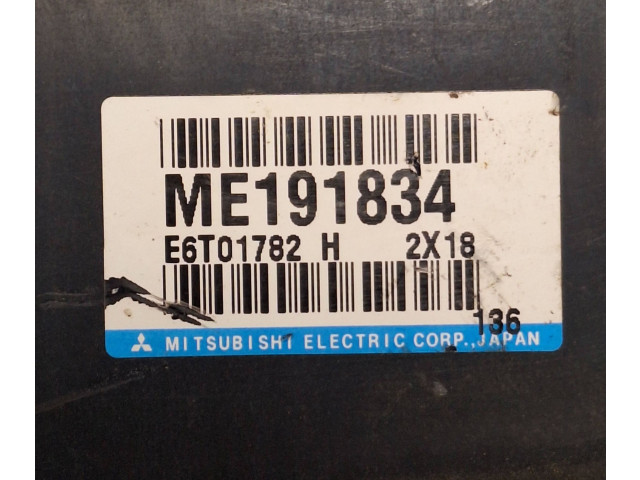 ME191834
E6T01782 H 2X18
136
MITSUBISHI ELECTRIC CORP., JAPAN